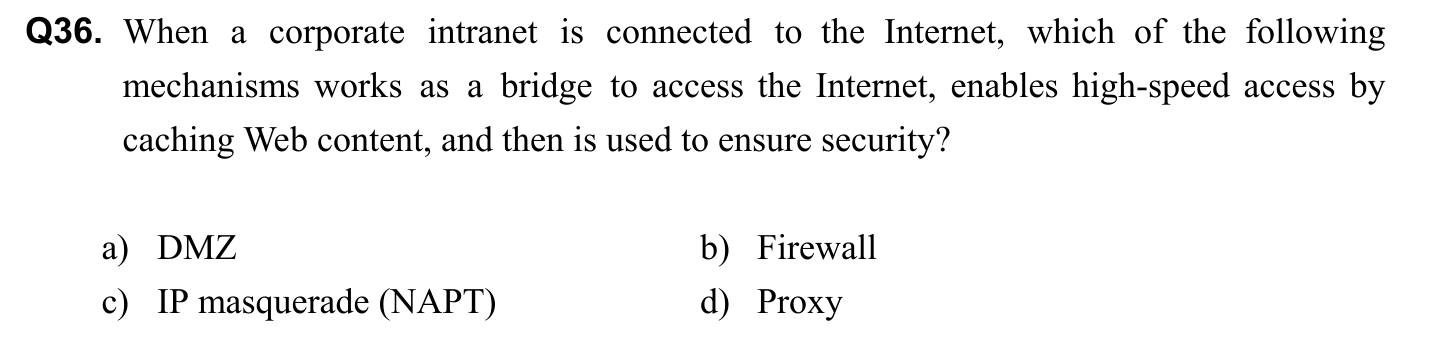 Q36. When a corporate intranet is connected to the Internet, which of the following
mechanisms works as a bridge to access the Internet, enables high-speed access by
caching Web content, and then is used to ensure security?
a) DMZ b) Firewall
c) IP masquerade (NAPT) d) Proxy